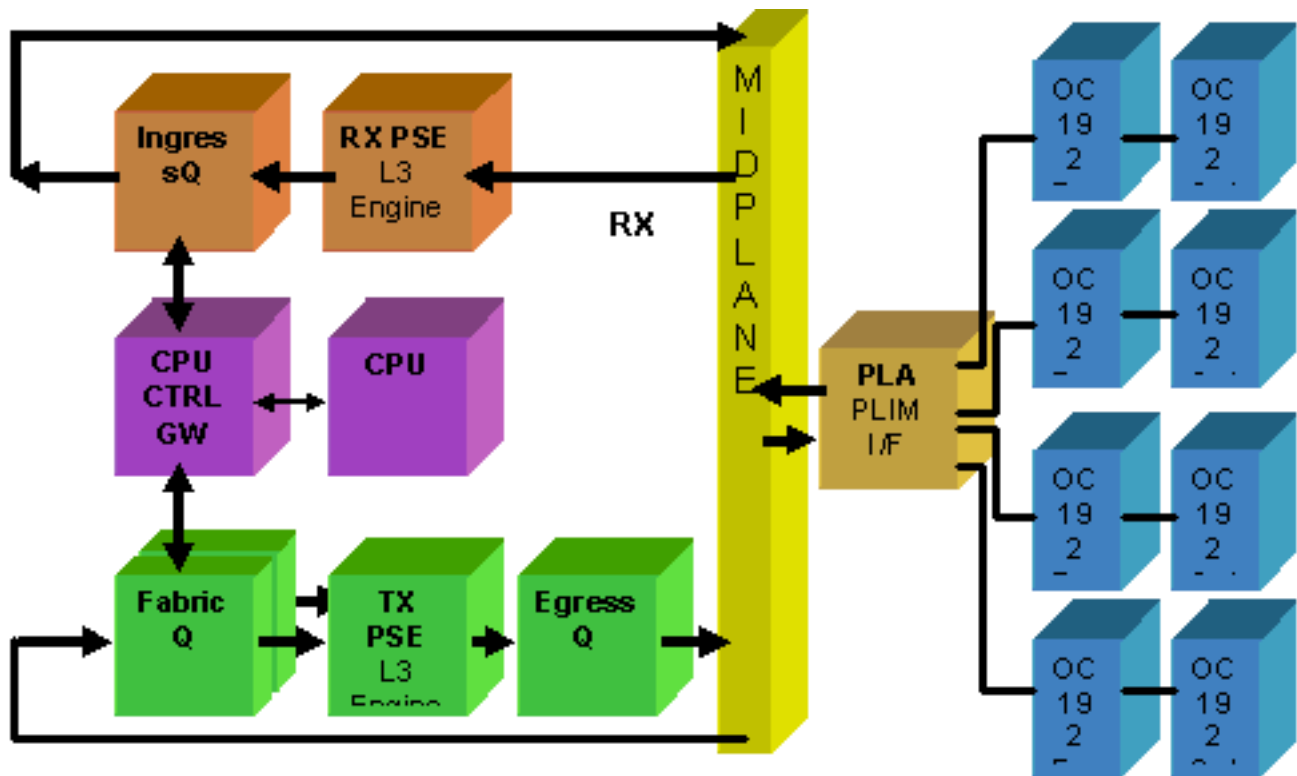 Ingres
sQ
RX PSE
L3
Engine
RX
M
I
D
P
L
A
N
E
CPU
CTRL
GW
CPU
PLA
PLIM
I/F
Fabric
Q
TX
PSE
L3
Engine
Egress
Q
OC
19
2
OC
19
2
OC
19
2
OC
19
2
OC
19
2
OC
19
2
OC
19
2
OC
19
2